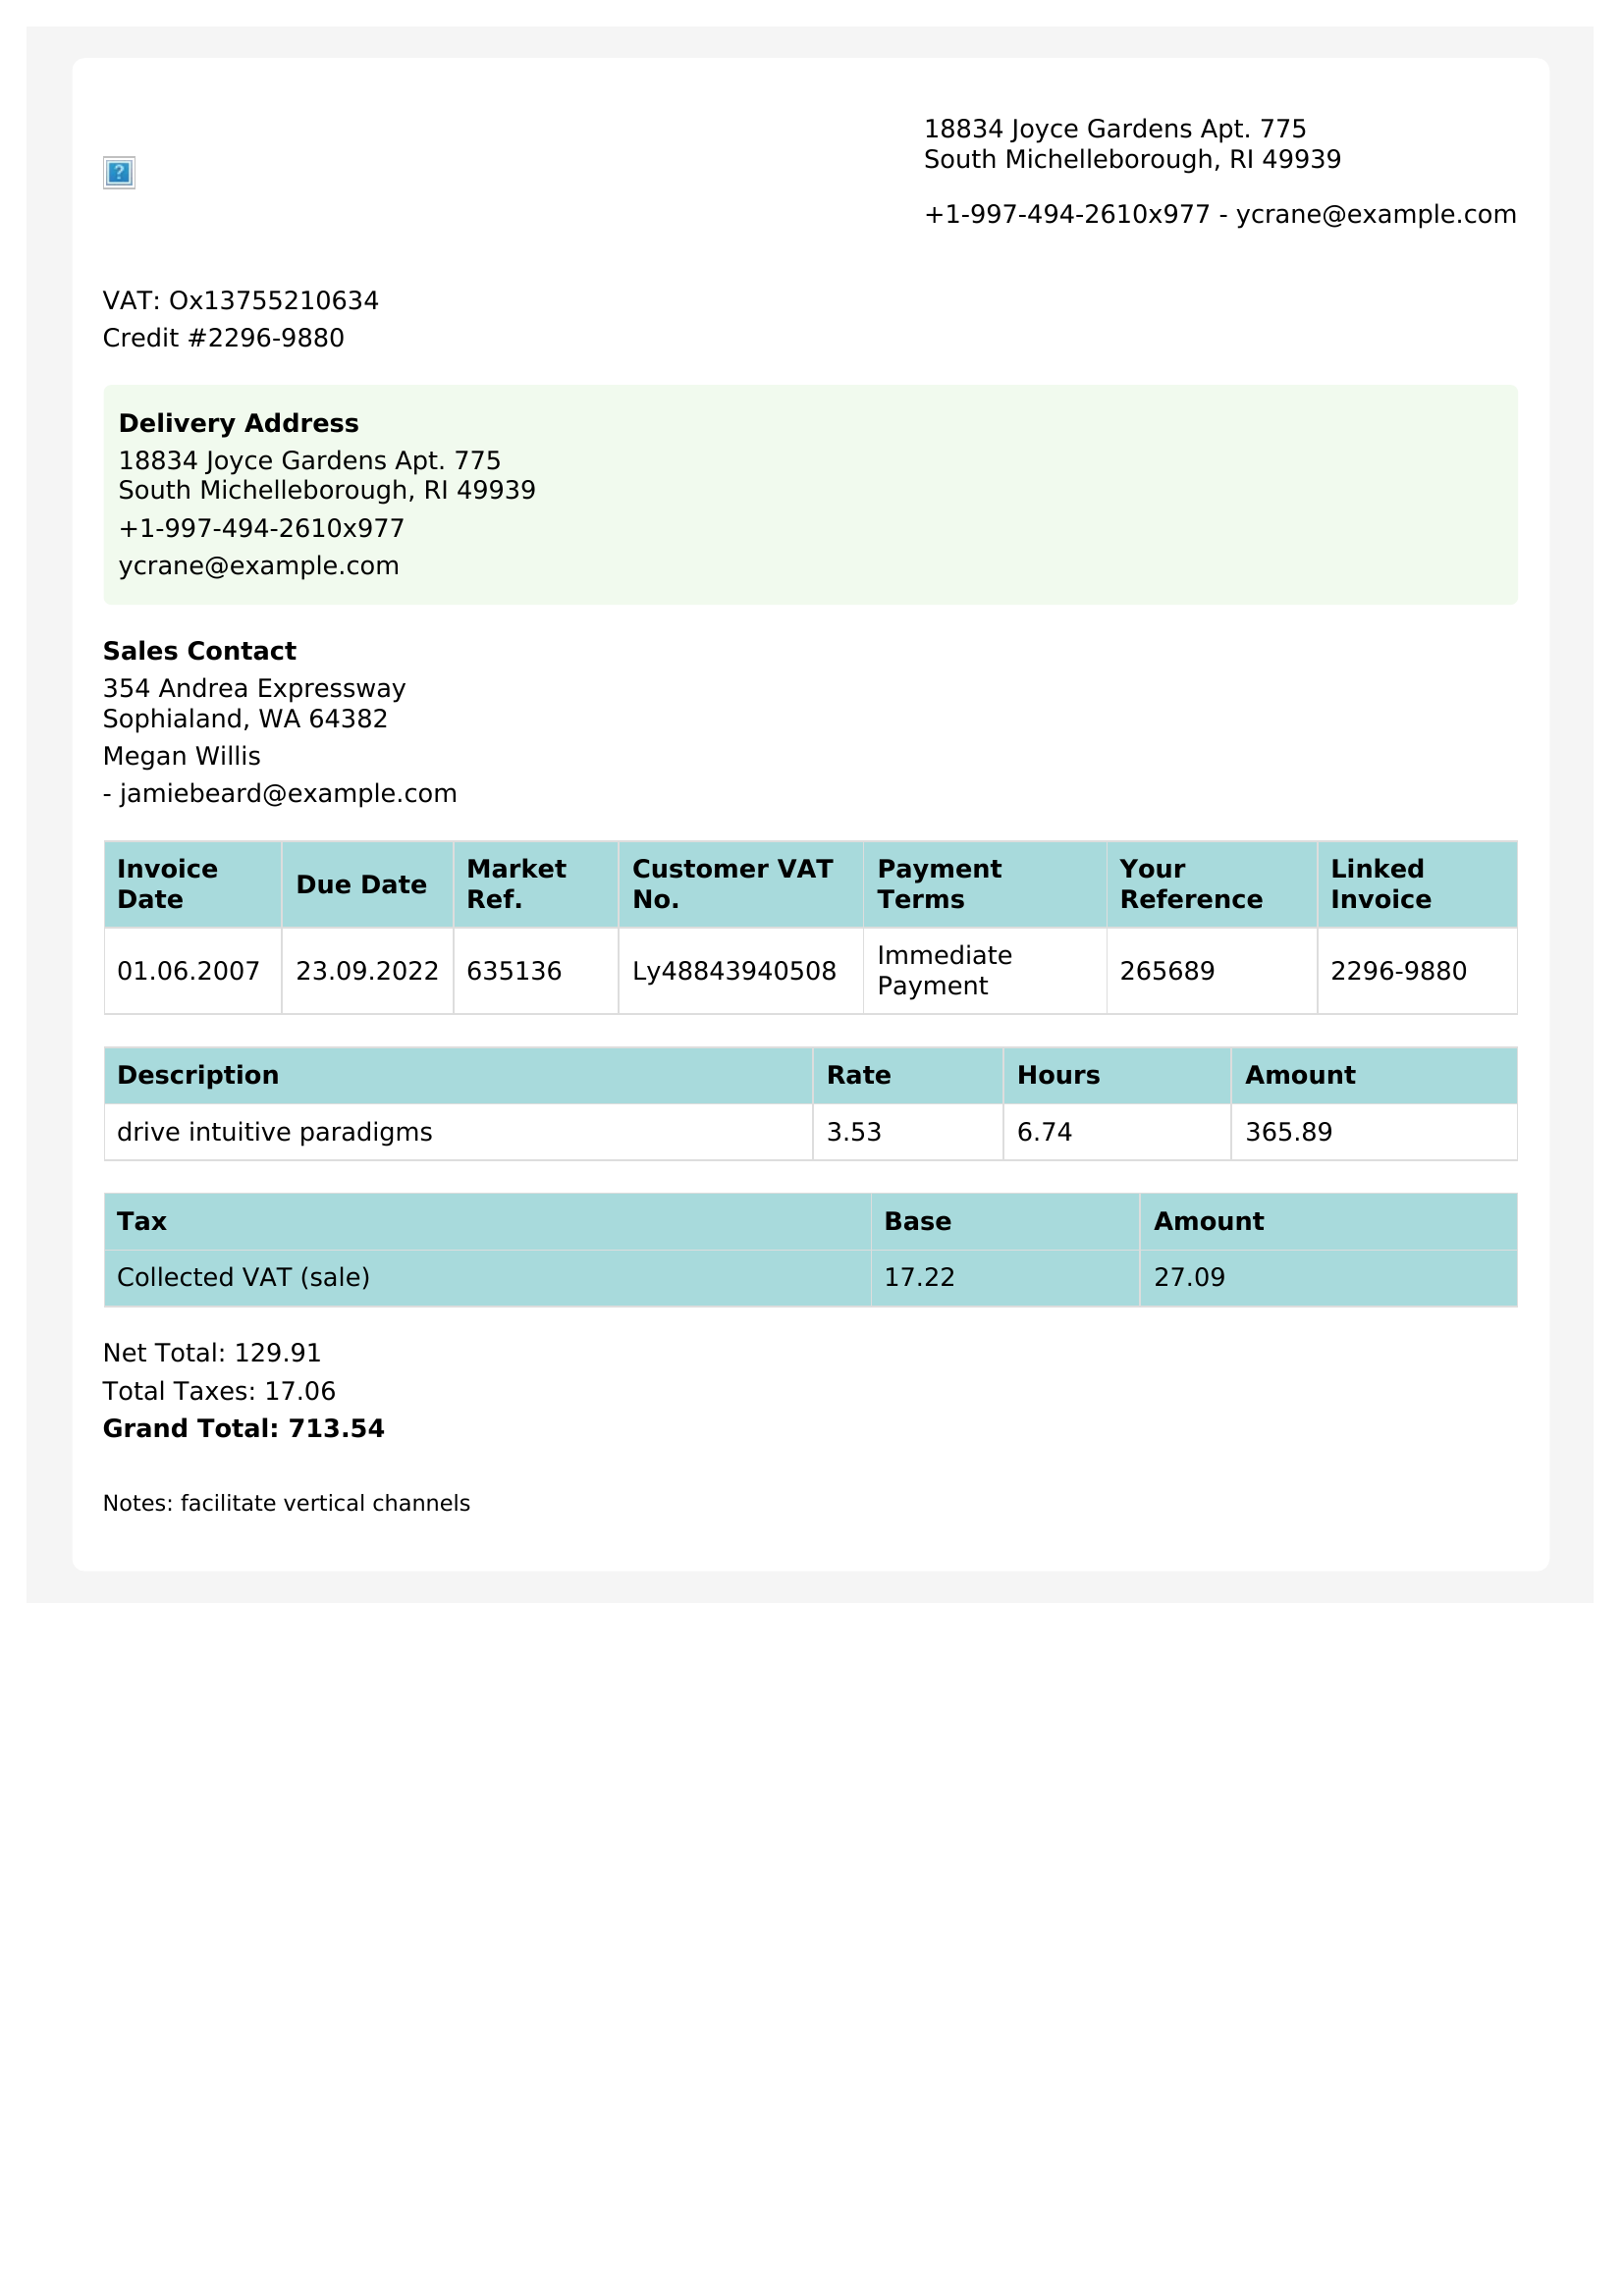 18834 Joyce Gardens Apt. 775
South Michelleborough, RI 49939
+1-997-494-2610x977 - ycrane@example.com
VAT: Ox13755210634
Credit #2296-9880
Delivery Address
18834 Joyce Gardens Apt. 775
South Michelleborough, RI 49939
+1-997-494-2610x977
ycrane@example.com
Sales Contact
354 Andrea Expressway
Sophialand, WA 64382
Megan Willis
- jamiebeard@example.com
Invoice Date Due Date Market Ref. Customer VAT No. Payment Terms Your Reference Linked Invoice
01.06.2007 23.09.2022 635136 Ly48843940508 Immediate Payment 265689 2296-9880
Description Rate Hours Amount
drive intuitive paradigms 3.53 6.74 365.89
Tax Base Amount
Collected VAT (sale) 17.22 27.09
Net Total: 129.91
Total Taxes: 17.06
Grand Total: 713.54
Notes: facilitate vertical channels